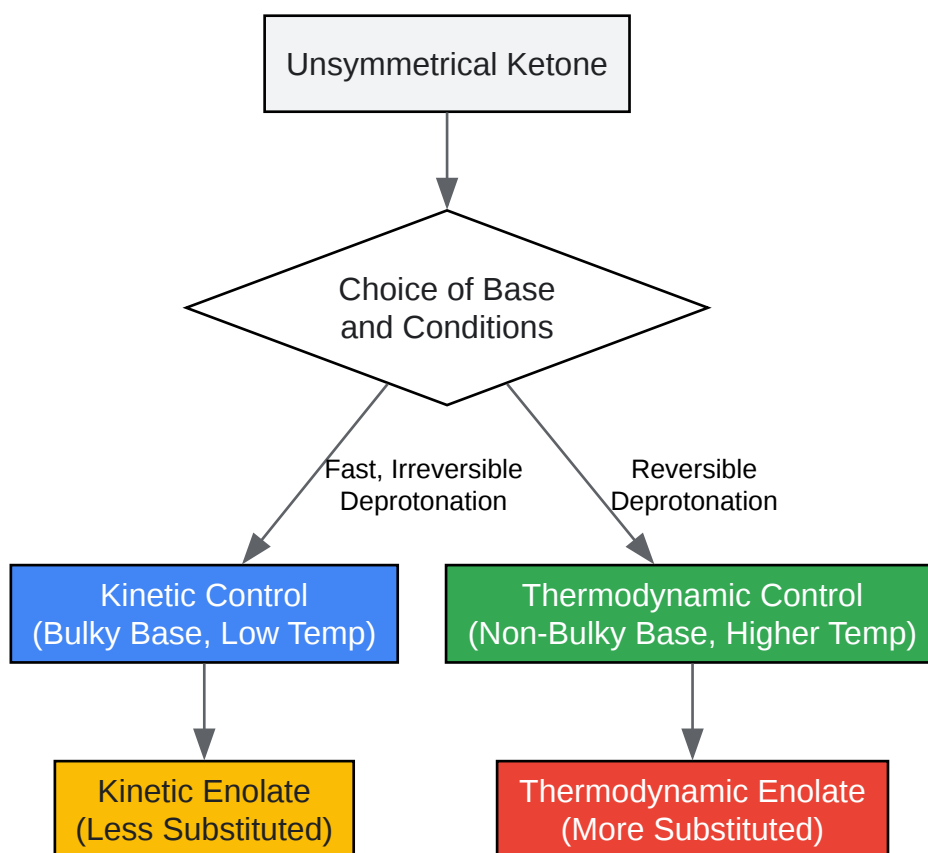 Unsymmetrical Ketone
Choice of Base
and Conditions
Fast, Irreversible
Deprotonation
Reversible
Deprotonation
Kinetic Control
(Bulky Base, Low Temp)
Thermodynamic Control
(Non-Bulky Base, Higher Temp)
Kinetic Enolate
(Less Substituted)
Thermodynamic Enolate
(More Substituted)